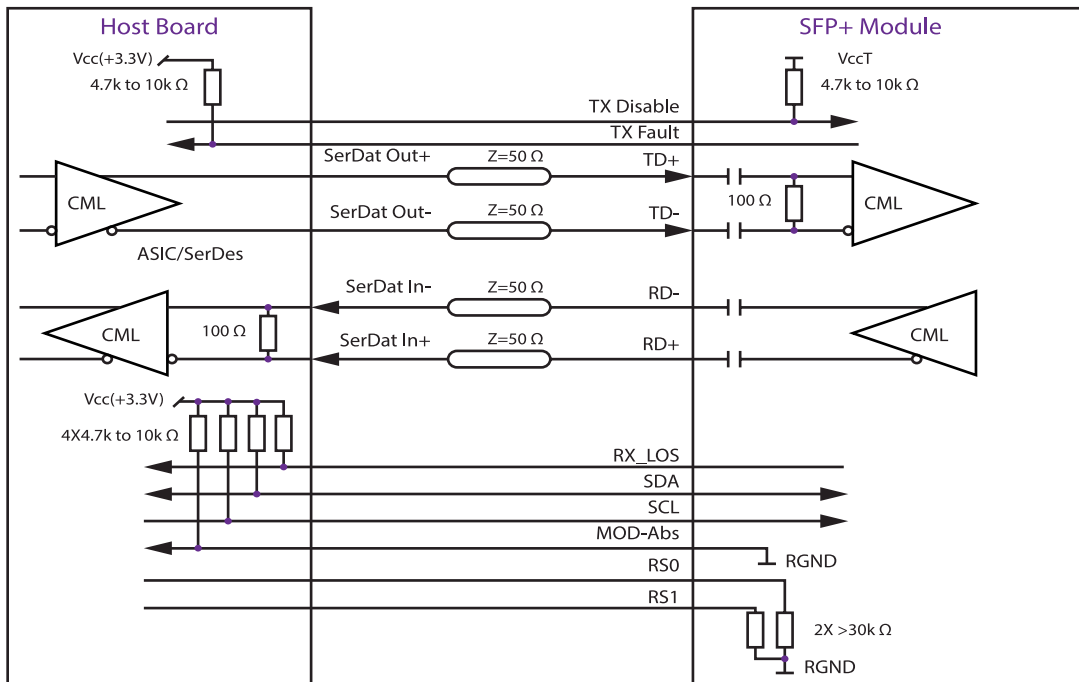 Host Board
SFP+ Module
Vcc(+3.3V)
4.7k to 10k Ω
VccT
4.7k to 10k Ω
TX Disable
TX Fault
SerDat Out+
Z=50 Ω
TD+
CML
100 Ω
CML
SerDat Out-
Z=50 Ω
TD-
ASIC/SerDes
SerDat In-
Z=50 Ω
RD-
CML
100 Ω
CML
SerDat In+
Z=50 Ω
RD+
Vcc(+3.3V)
4X4.7k to 10k Ω
RX_LOS
SDA
SCL
MOD-Abs
RGND
RS0
RS1
2X >30k Ω
RGND